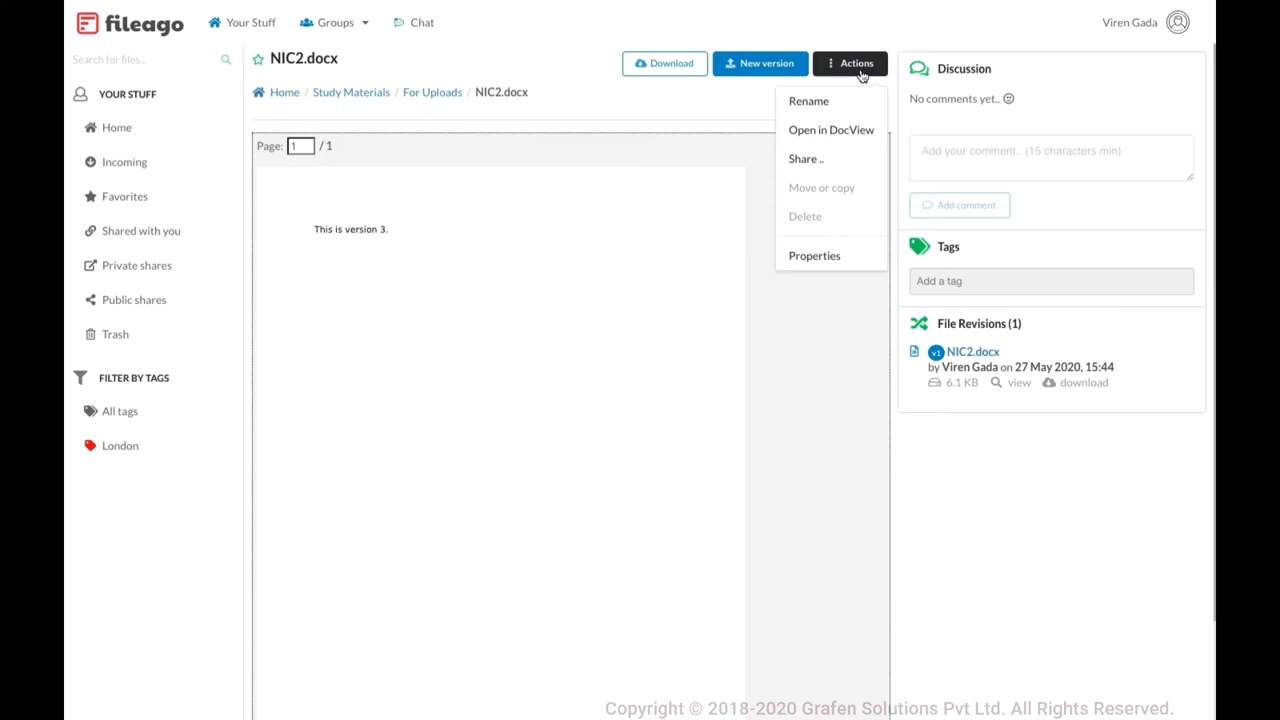 fileago
Your Stuff
Groups
Chat
Viren Gada
Search for files...
YOUR STUFF
Home
Incoming
Favorites
Shared with you
Private shares
Public shares
Trash
FILTER BY TAGS
All tags
London
NIC2.docx
Download
New version
Actions
Home / Study Materials / For Uploads / NIC2.docx
Page: 1 / 1
This is version 3.
Rename
Open in DocView
Share ..
Move or copy
Delete
Properties
Discussion
No comments yet..
Add your comment.. (15 characters min)
Add comment
Tags
Add a tag
File Revisions (1)
v1 NIC2.docx
by Viren Gada on 27 May 2020, 15:44
6.1 KB view download
Copyright © 2018-2020 Grafen Solutions Pvt Ltd. All Rights Reserved.